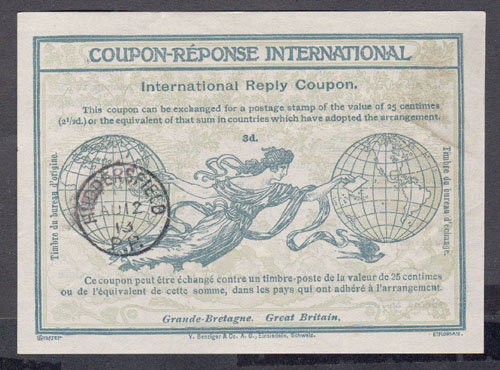 COUPON-RÉPONSE INTERNATIONAL
International Reply Coupon.
This coupon can be exchanged for a postage stamp of the value of 25 centimes
(2½d.) or the equivalent of that sum in countries which have adopted the arrangement.
3d.
Timbre du bureau d'origine.
HUDDERSFIELD
12
13
Timbre du bureau d'échange.
Ce coupon peut être échangé contre un timbre-poste de la valeur de 25 centimes
ou de l'équivalent de cette somme, dans les pays qui ont adhéré à l'arrangement.
Grande-Bretagne. Great Britain,
V. Benziger & Co. A. G., Einsiedeln, Schweiz.